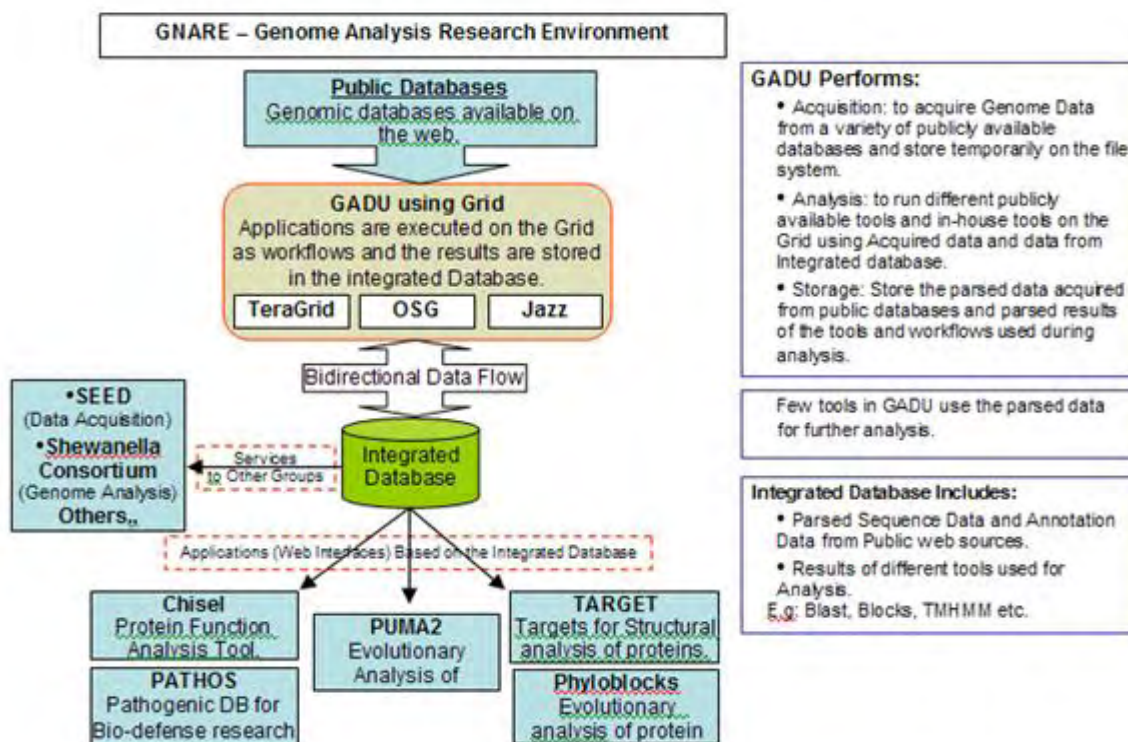 GNARE – Genome Analysis Research Environment
Public Databases
Genomic databases available on
the web.
GADU using Grid
Applications are executed on the Grid
as workflows and the results are stored
in the integrated Database.
TeraGrid
OSG
Jazz
Bidirectional Data Flow
•SEED
(Data Acquisition)
•Shewanella
Consortium
(Genome Analysis)
Others,,
Services
to Other Groups
Integrated
Database
Applications (Web Interfaces) Based on the Integrated Database
Chisel
Protein Function
Analysis Tool.
PATHOS
Pathogenic DB for
Bio-defense research
PUMA2
Evolutionary
Analysis of
TARGET
Targets for Structural
analysis of proteins.
Phyloblocks
Evolutionary
analysis of protein
GADU Performs:
• Acquisition: to acquire Genome Data
from a variety of publicly available
databases and store temporarily on the file
system.
• Analysis: to run different publicly
available tools and in-house tools on the
Grid using Acquired data and data from
Integrated database.
• Storage: Store the parsed data acquired
from public databases and parsed results
of the tools and workflows used during
analysis.
Few tools in GADU use the parsed data
for further analysis.
Integrated Database Includes:
• Parsed Sequence Data and Annotation
Data from Public web sources.
• Results of different tools used for
Analysis.
E.g: Blast, Blocks, TMHMM etc.